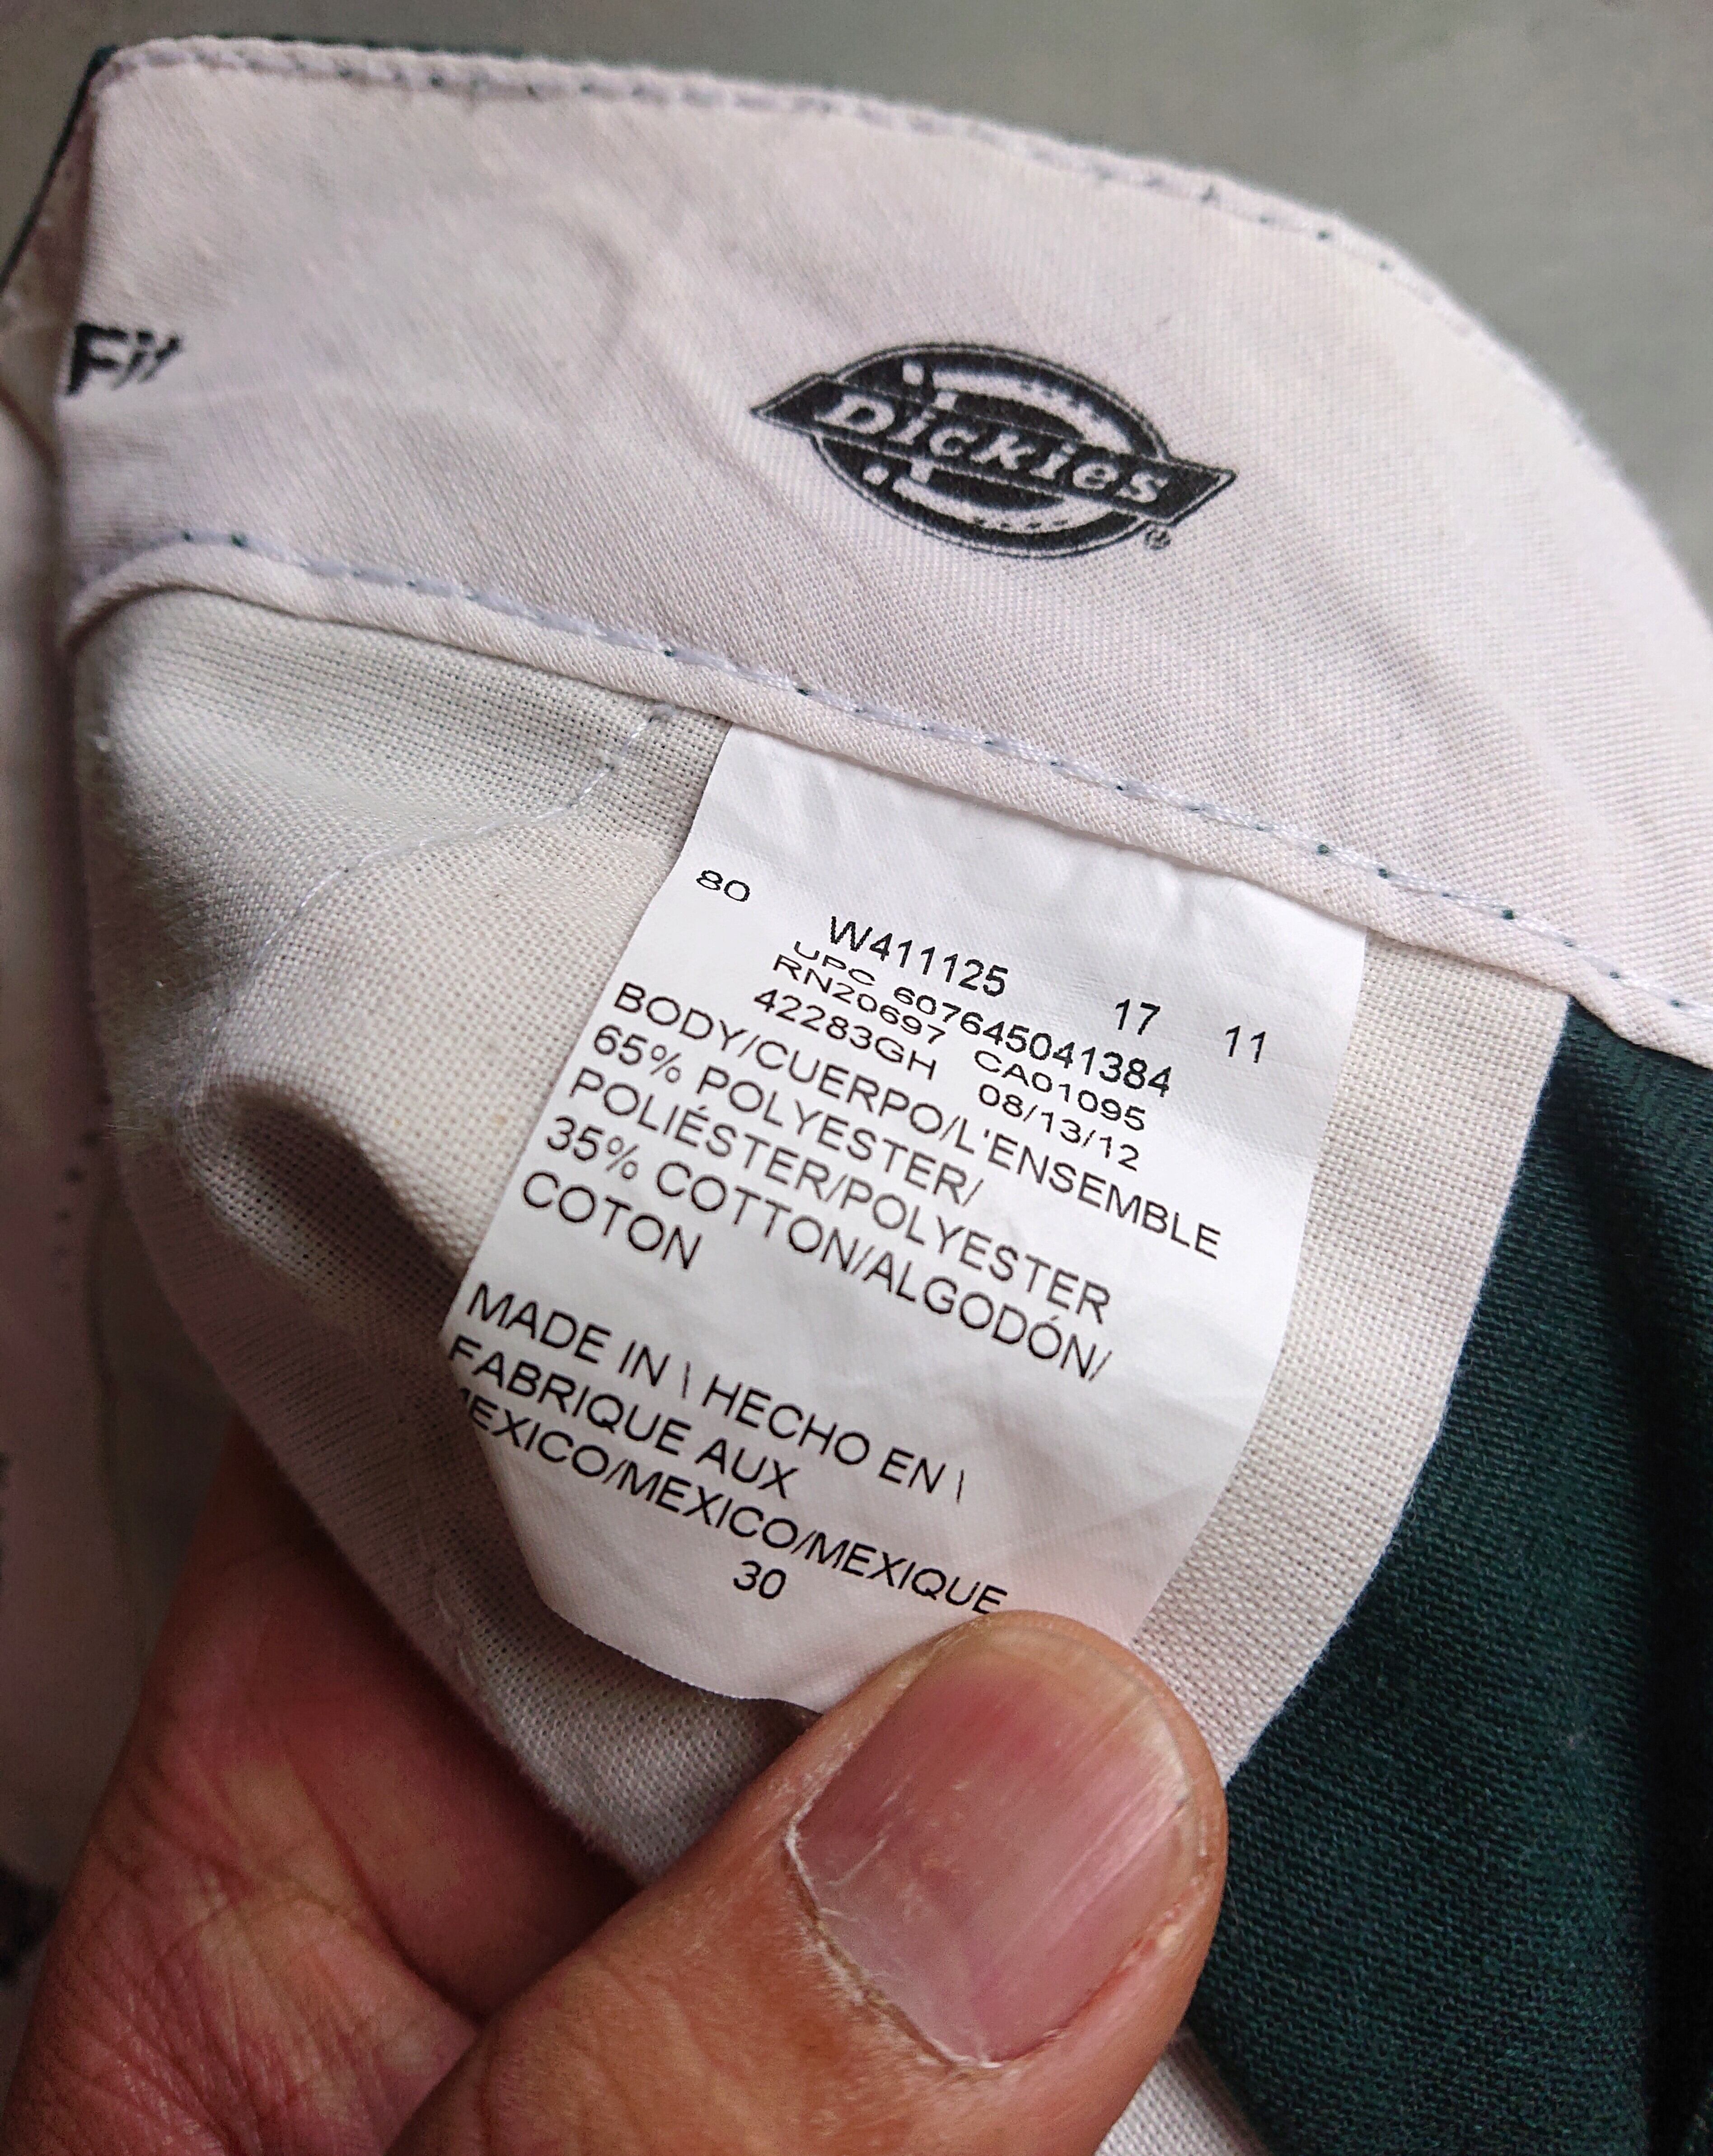 Fit
Dickies
®
80 W411125 17 11
UPC 607645041384
RN20697 CA01095
42283GH 08/13/12
BODY/CUERPO/L'ENSEMBLE
65% POLYESTER/
POLIÉSTER/POLYESTER
35% COTTON/ALGODÓN/
COTON
MADE IN \ HECHO EN \
FABRIQUE AUX
MEXICO/MEXICO/MEXIQUE
30